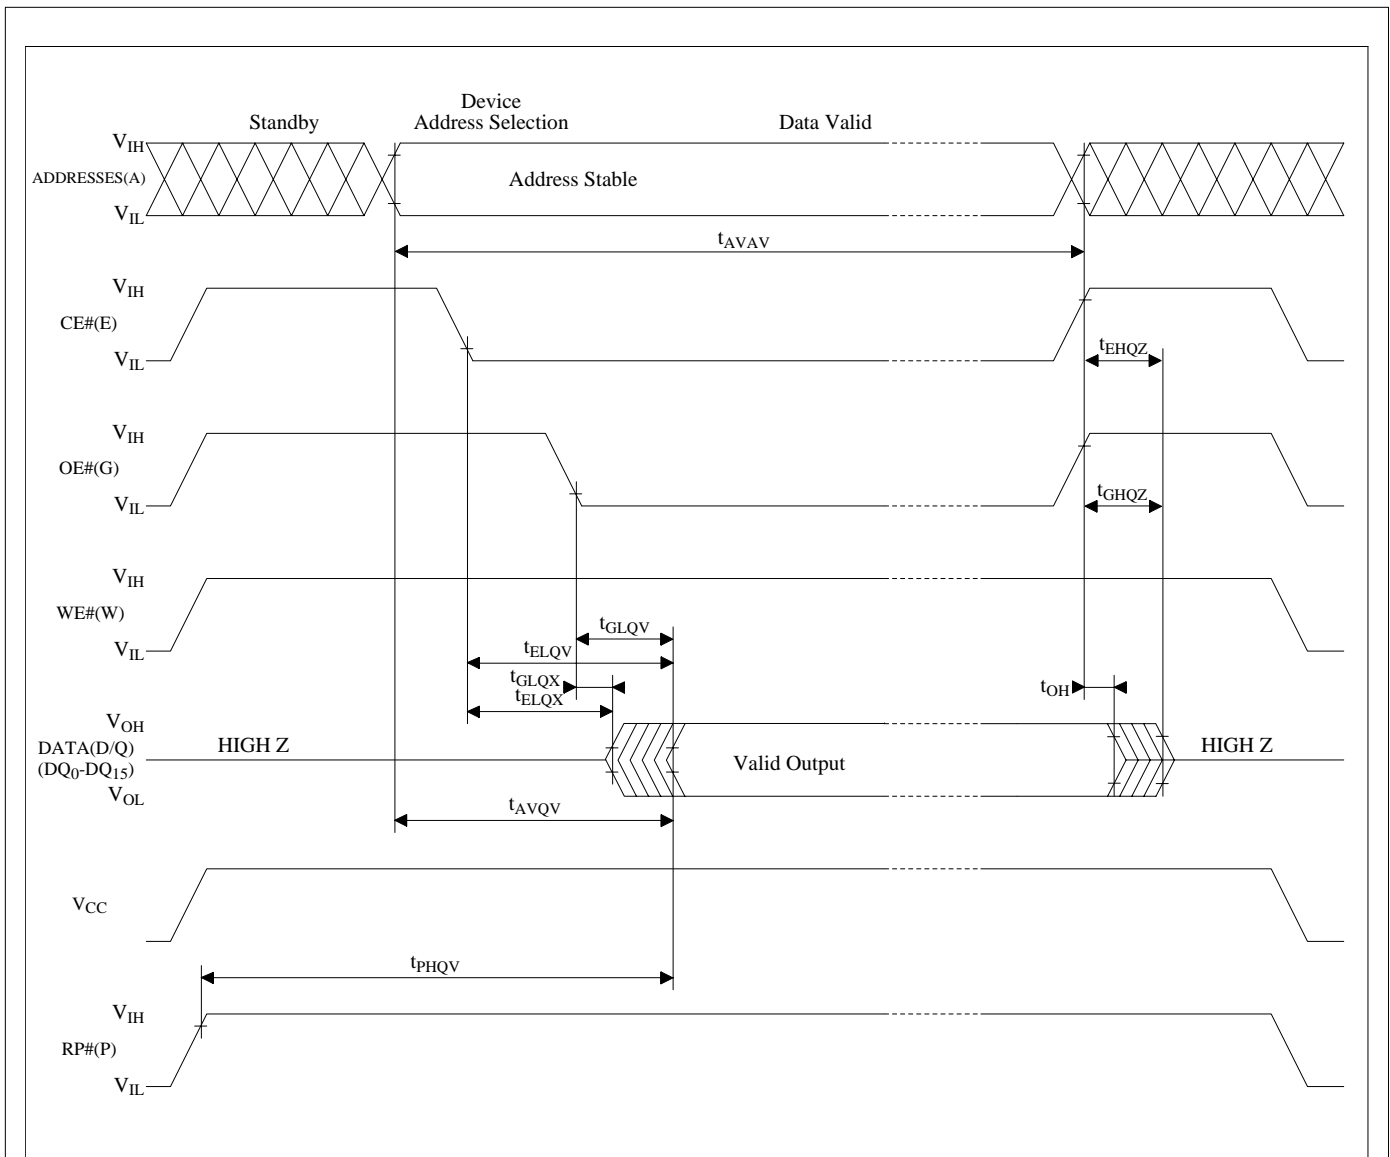 Device
Standby Address Selection Data Valid
VIH
ADDRESSES(A) Address Stable
VIL
tAVAV
VIH
CE#(E)
VIL
tEHQZ
VIH
OE#(G)
VIL
tGHQZ
VIH
WE#(W)
VIL
tGLQV
tELQV
tGLQX
tELQX
tOH
VOH
DATA(D/Q) HIGH Z Valid Output HIGH Z
(DQ0-DQ15)
VOL
tAVQV
VCC
tPHQV
VIH
RP#(P)
VIL